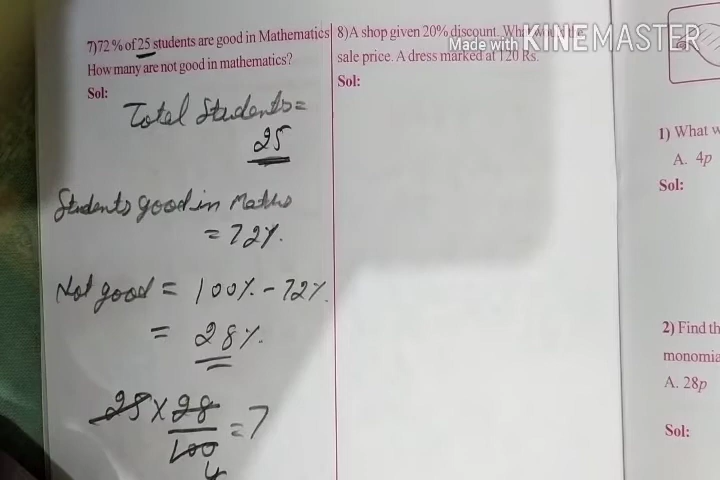 7)72 % of 25 students are good in Mathematics
How many are not good in mathematics?
Sol:
Total Students=
25
Students good in Maths
= 72%.
Not good = 100% - 72%.
= 28%.
25 x 28
100
= 7
4
8)A shop given 20% discount. What
sale price. A dress marked at 120 Rs.
Sol:
Made with KINEMASTER
1) What w
A. 4p
Sol:
2) Find th
monomia
A. 28p
Sol: